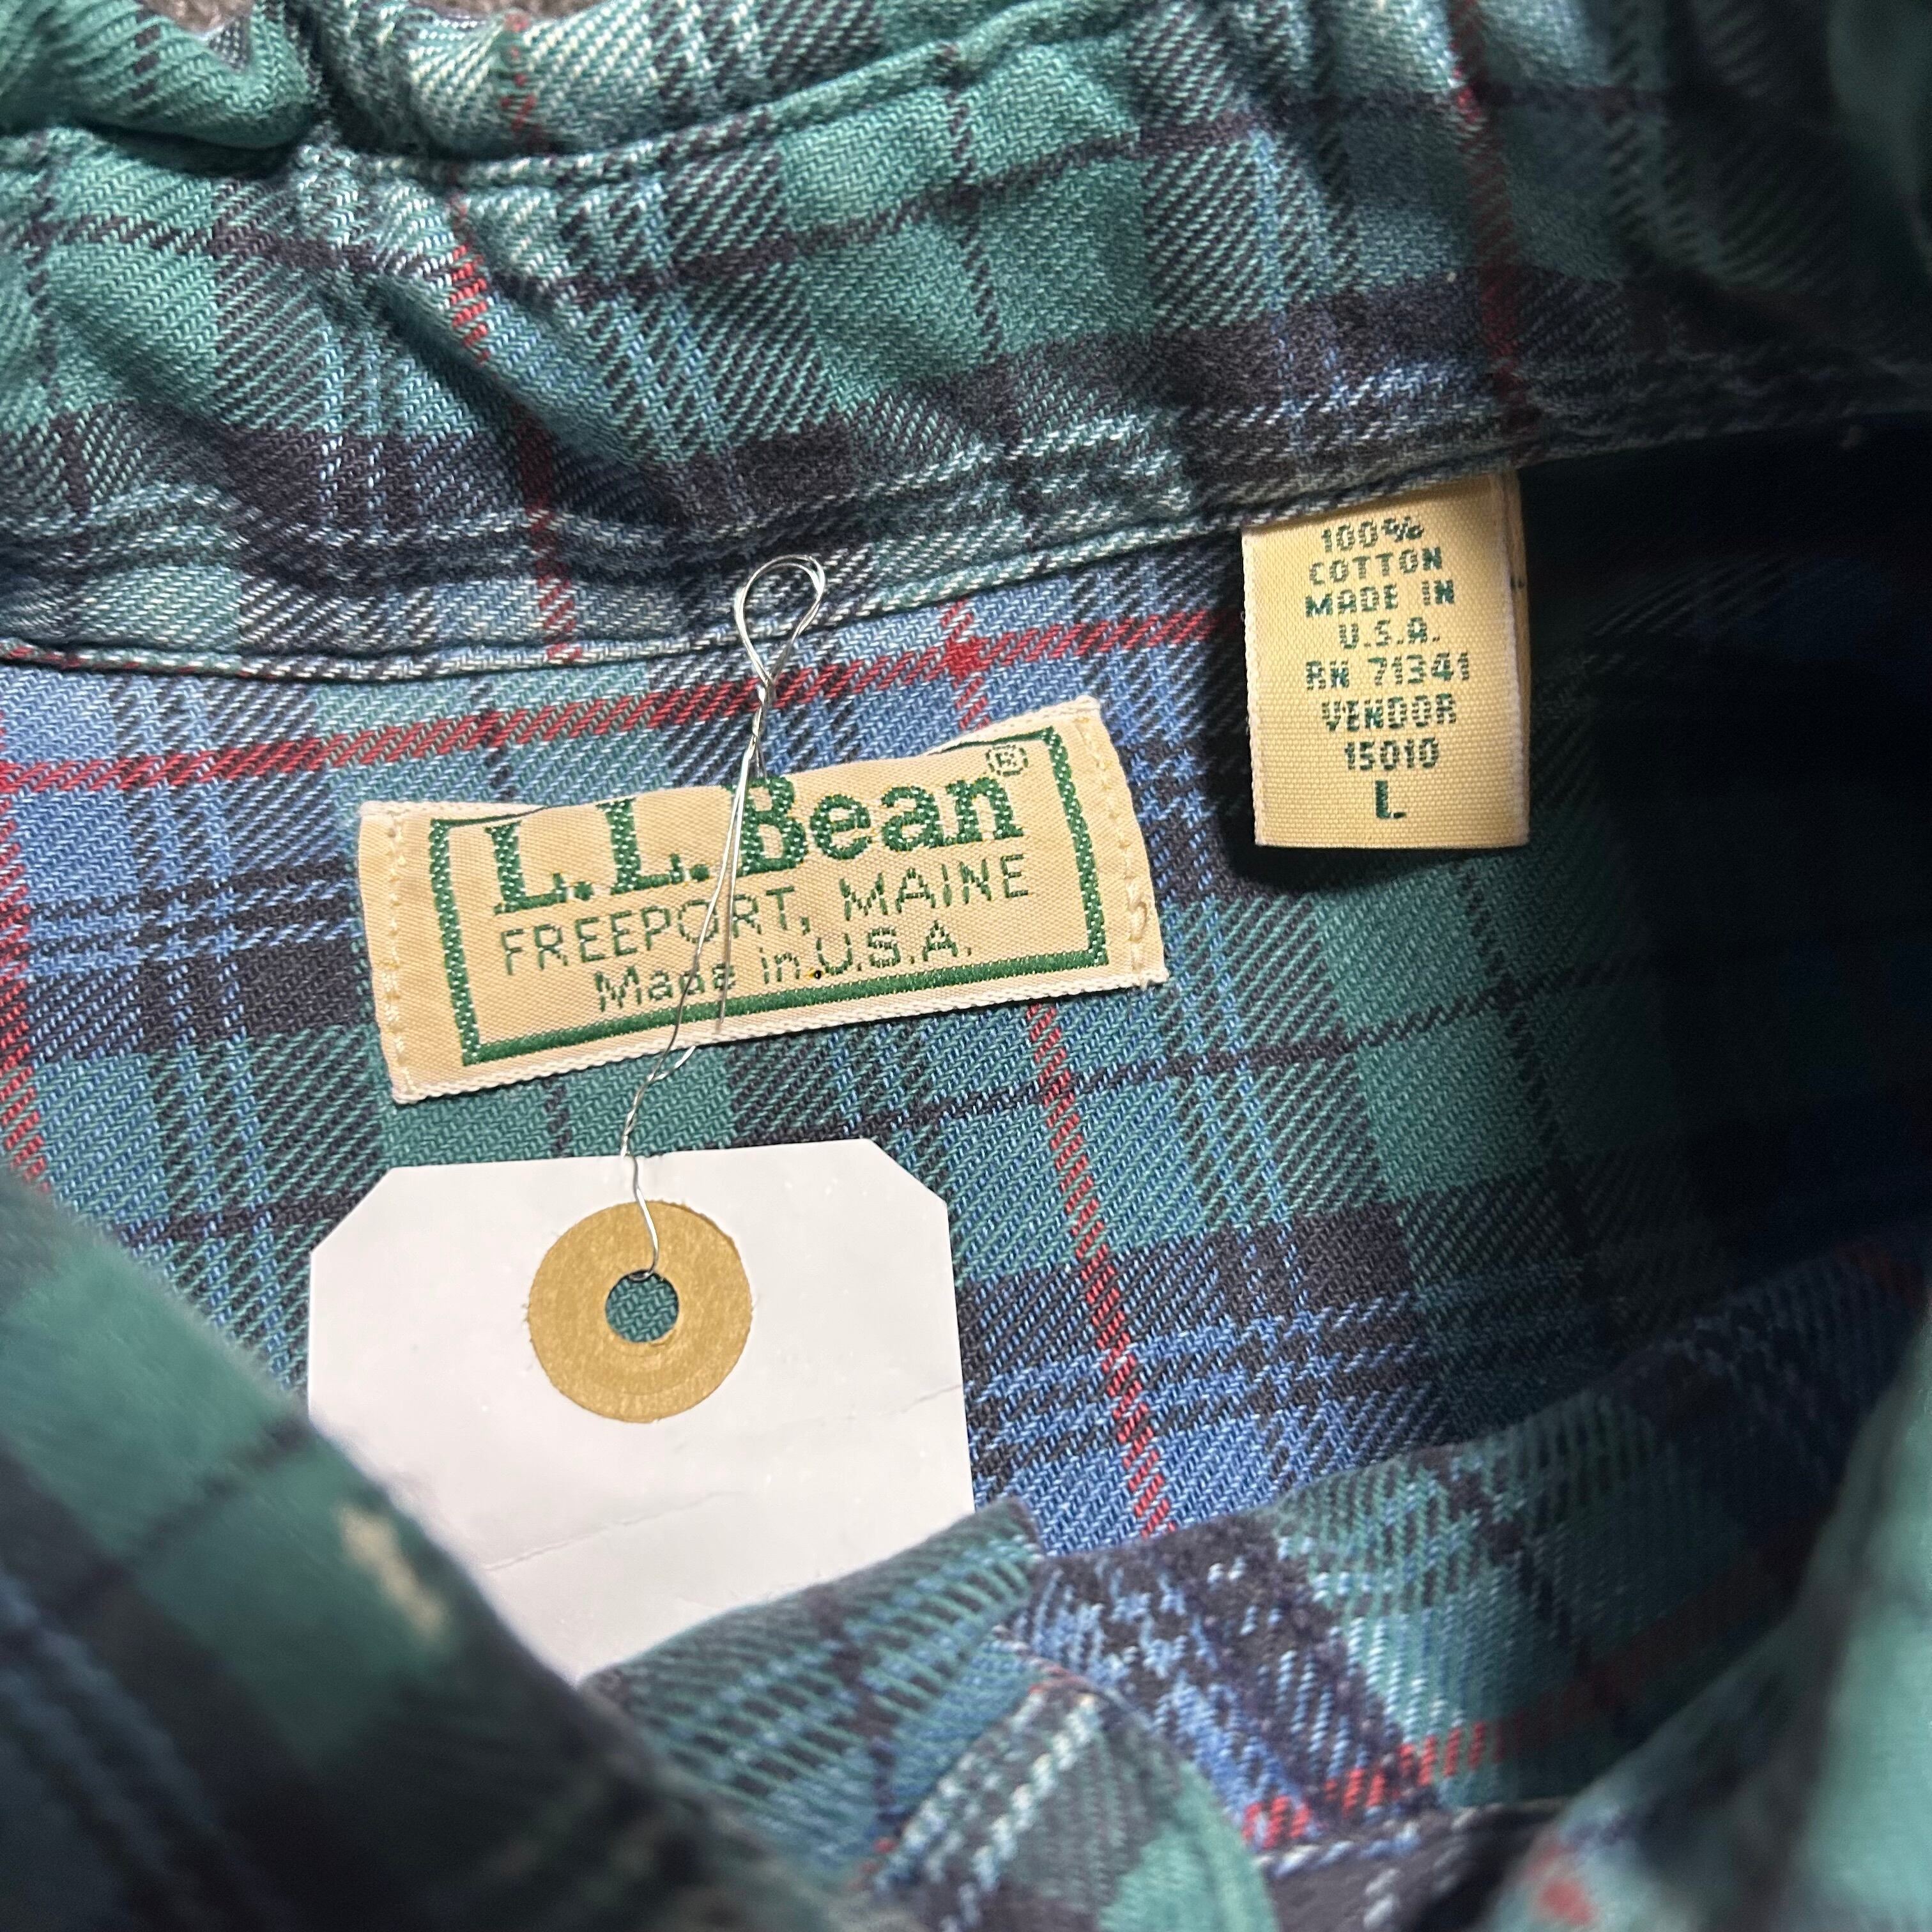 L.L.Bean®
FREEPORT, MAINE
Made in U.S.A.
100%
COTTON
MADE IN
U.S.A.
RN 71341
VENDOR
15010
L